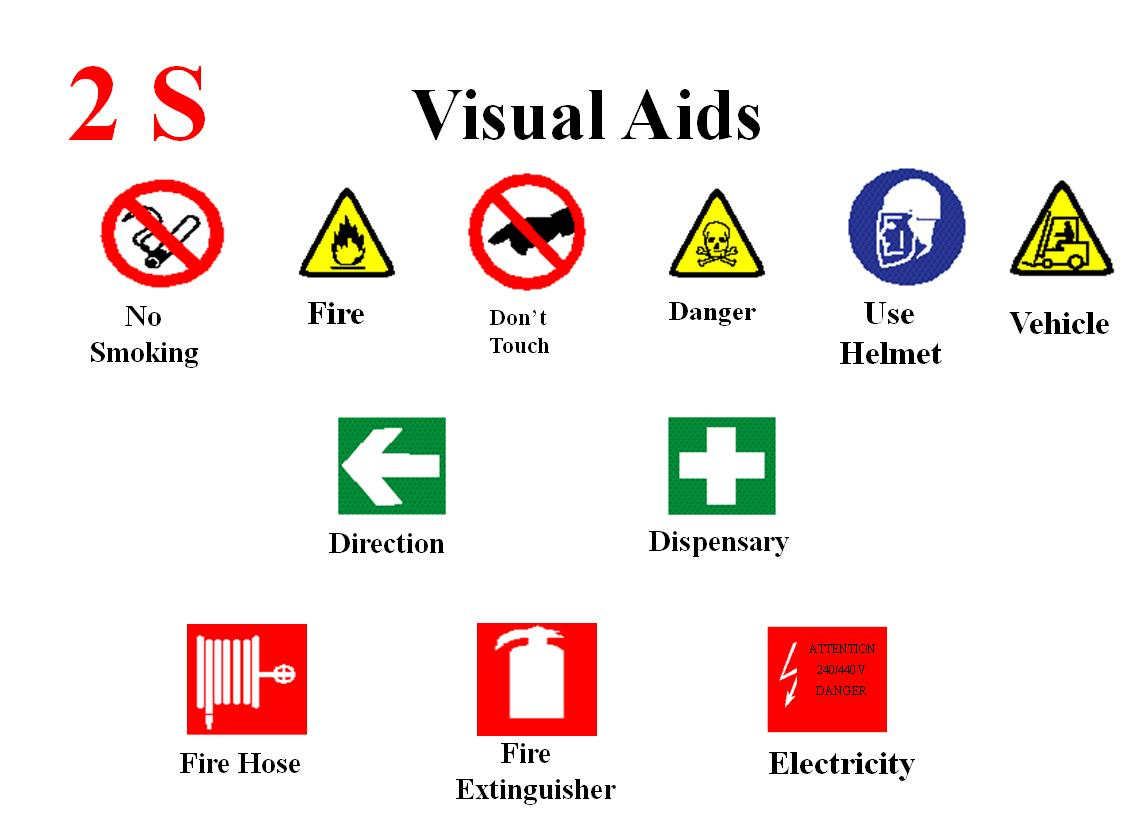 2 S
Visual Aids
No
Smoking
Fire
Don’t
Touch
Danger
Use
Helmet
Vehicle
Direction
Dispensary
Fire Hose
Fire
Extinguisher
ATTENTION
240/440 V
DANGER
Electricity